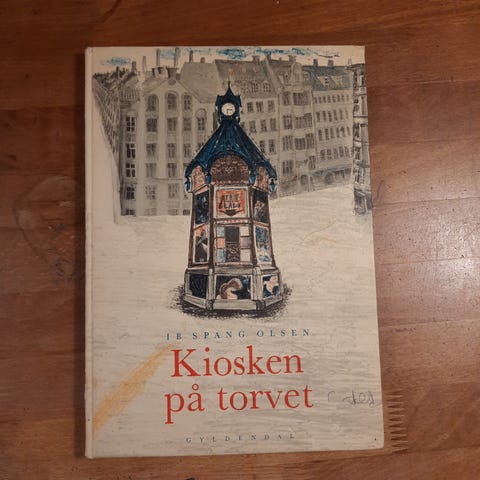 IB SPANG OLSEN
Kiosken
på torvet
GYLDENDAL